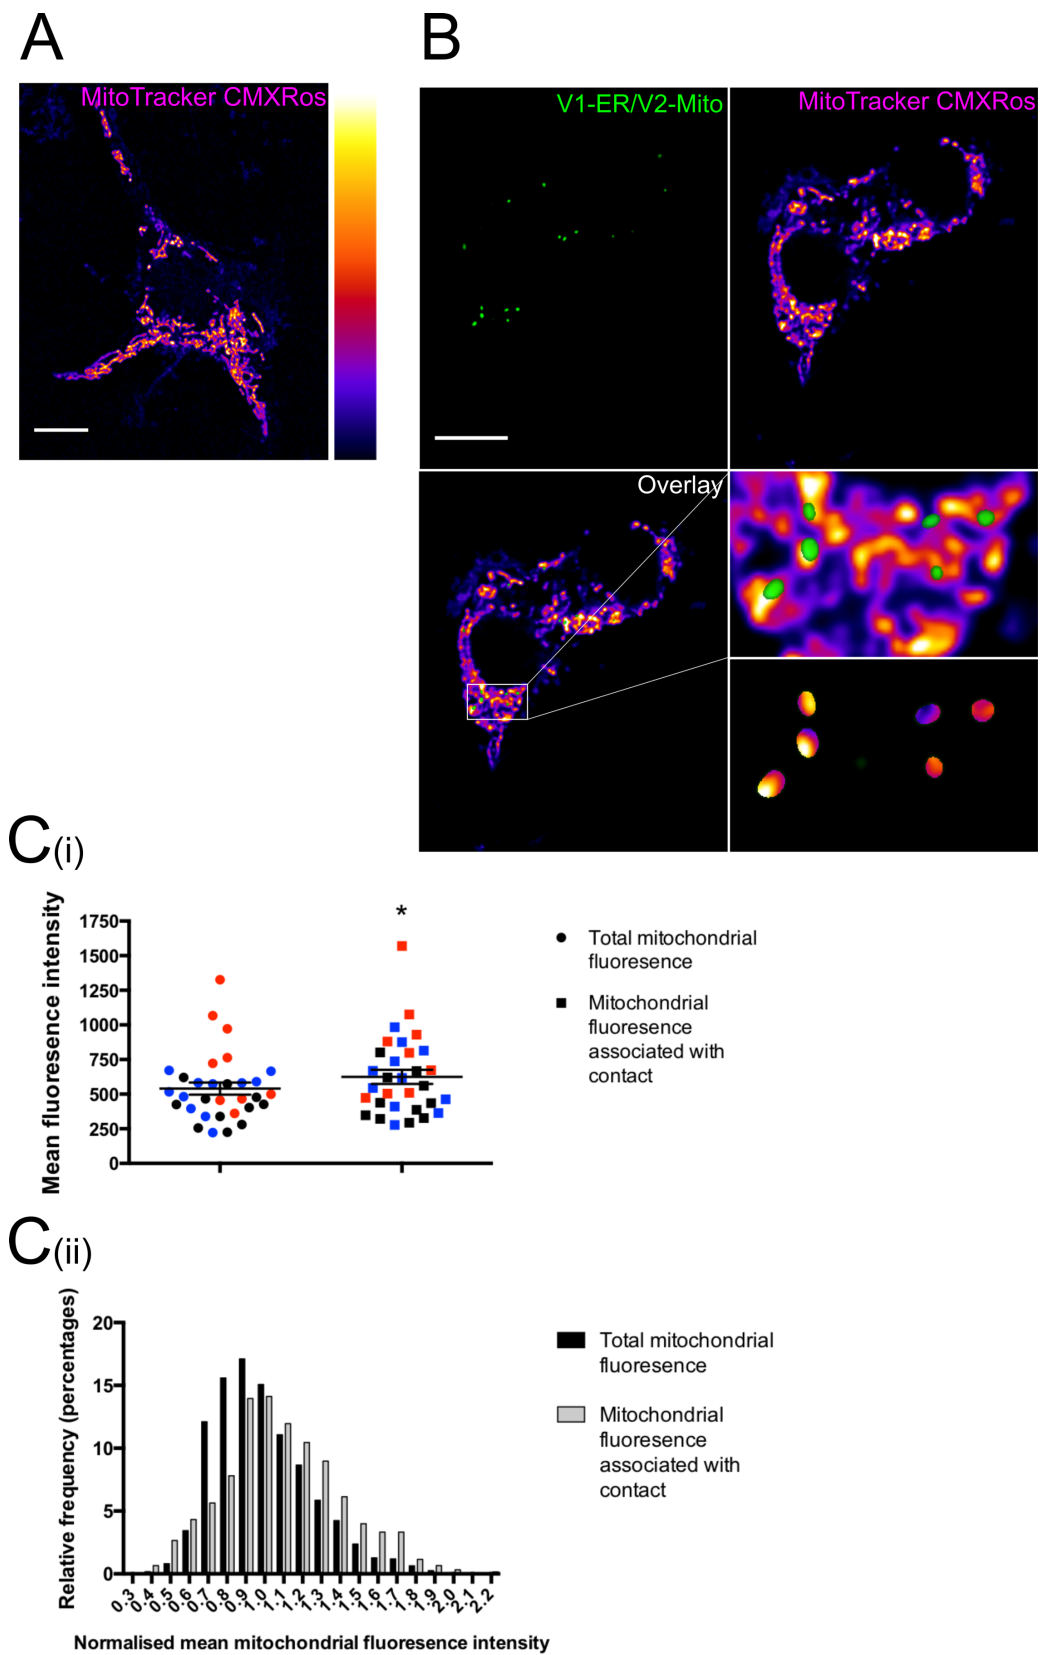 A
B
MitoTracker CMXRos
V1-ER/V2-Mito
MitoTracker CMXRos
Overlay
C(i)
Mean fluoresence intensity
1750
1500
1250
1000
750
500
250
0
*
Total mitochondrial
fluoresence
Mitochondrial
fluoresence
associated with
contact
C(ii)
Relative frequency (percentages)
20
15
10
5
0
0.3 0.4 0.5 0.6 0.7 0.8 0.9 1.0 1.1 1.2 1.3 1.4 1.5 1.6 1.7 1.8 1.9 2.0 2.1 2.2
Normalised mean mitochondrial fluoresence intensity
Total mitochondrial
fluoresence
Mitochondrial
fluoresence
associated with
contact